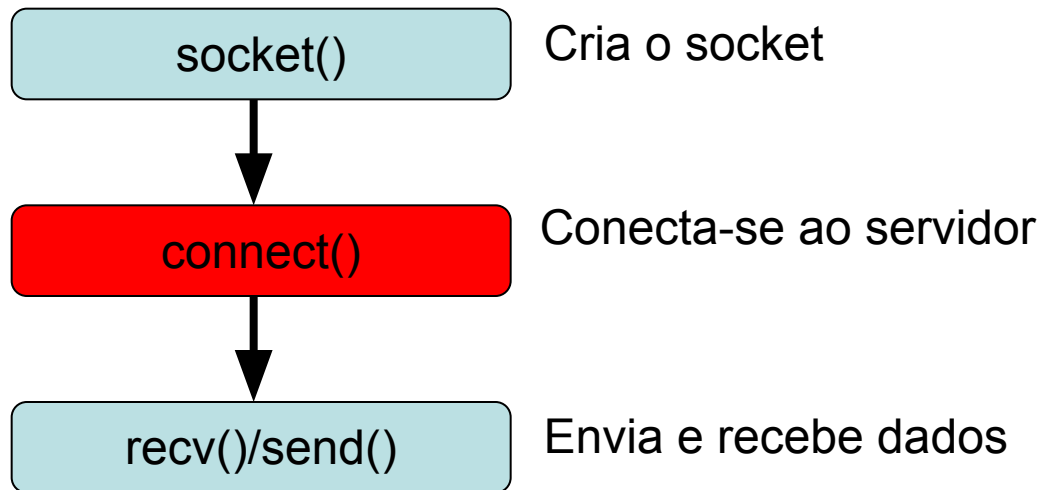 socket()
Cria o socket
connect()
Conecta-se ao servidor
recv()/send()
Envia e recebe dados